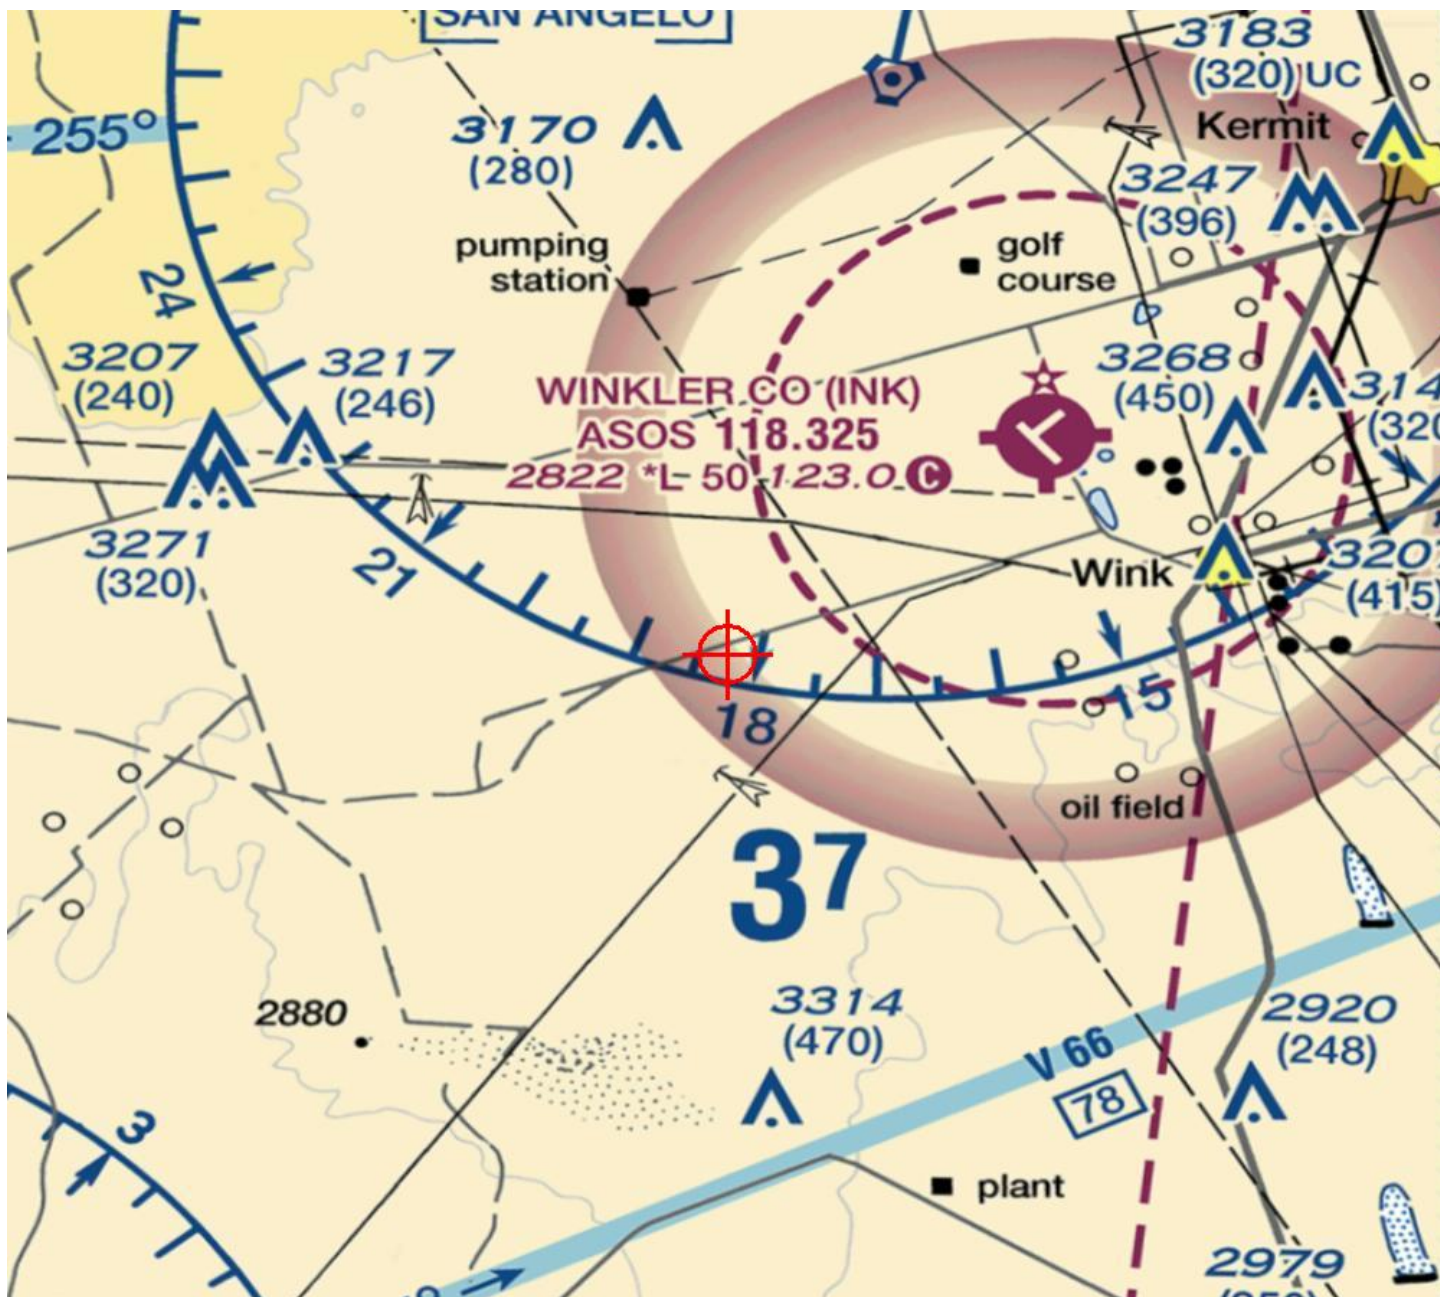 SAN ANGELO
3183
(320) UC
Kermit
255°
3170
(280)
3247
(396)
pumping
station
golf
course
24
3207
(240)
3217
(246)
3268
(450)
WINKLER CO (INK)
ASOS 118.325
2822 *L 50 123.0 C
3271
(320)
21
Wink
3207
(415)
18
15
oil field
37
2880
3314
(470)
2920
(248)
V 66
78
3
plant
2979